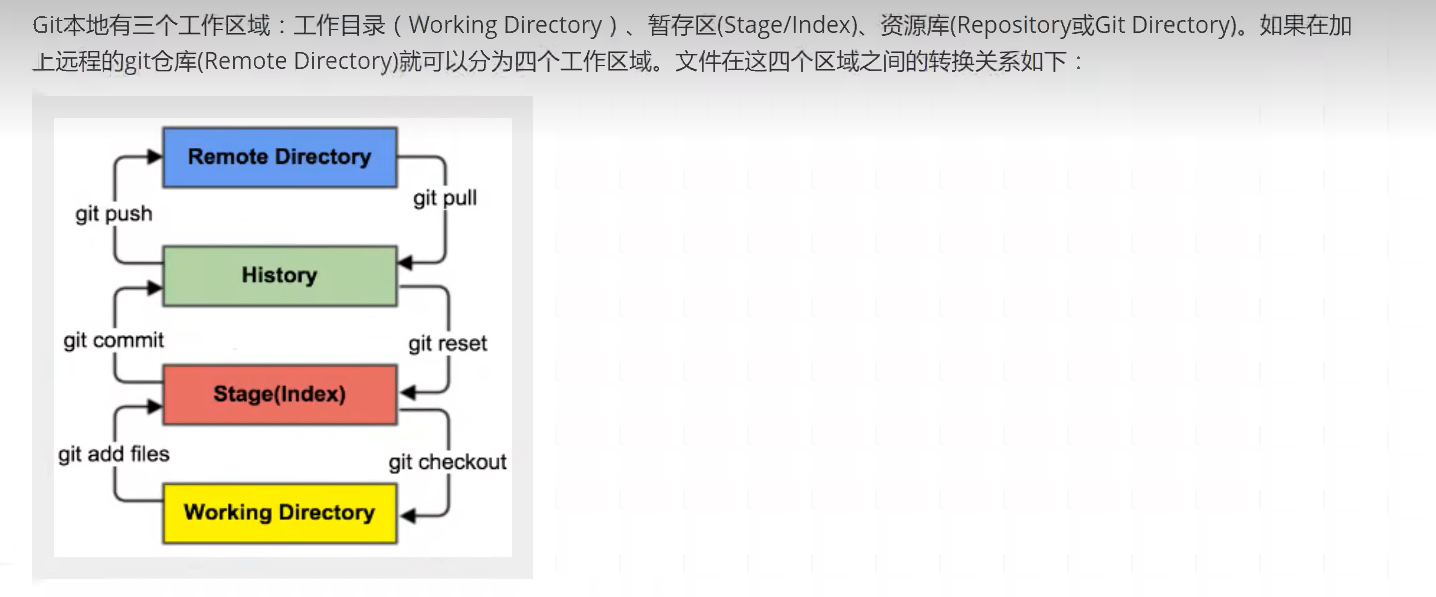 Git本地有三个工作区域：工作目录（Working Directory）、暂存区(Stage/Index)、资源库(Repository或Git Directory)。如果在加
上远程的git仓库(Remote Directory)就可以分为四个工作区域。文件在这四个区域之间的转换关系如下：
Remote Directory
git pull
git push
History
git commit
git reset
Stage(Index)
git add files
git checkout
Working Directory